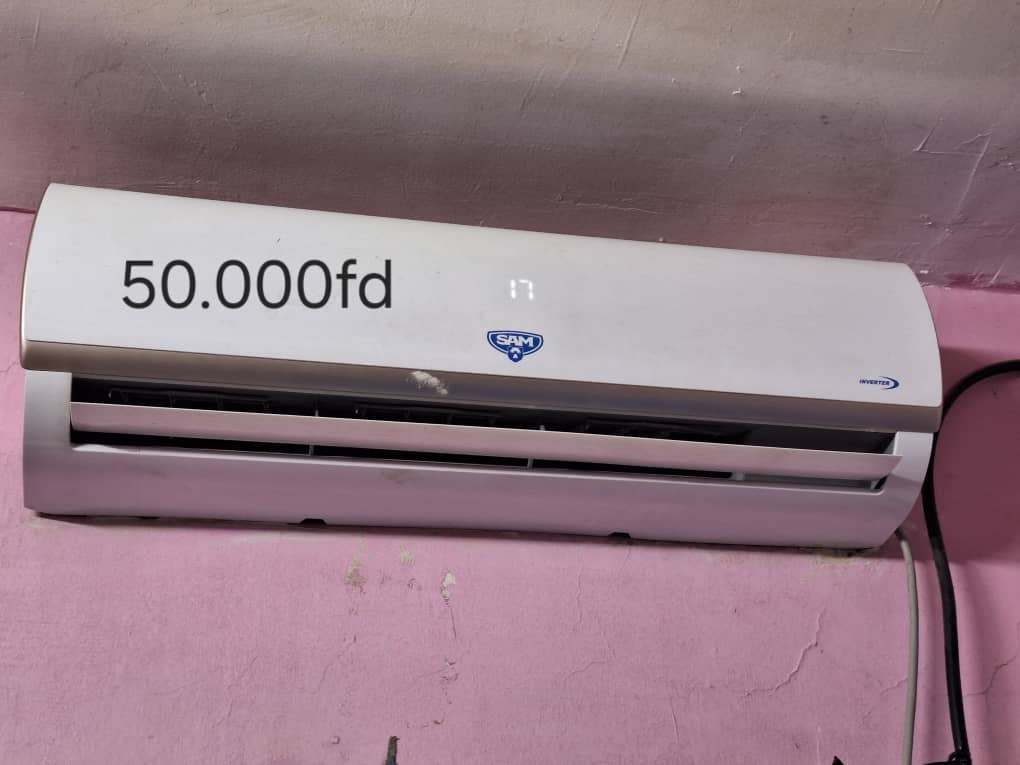 50.000fd
17
SAM
INVERTER